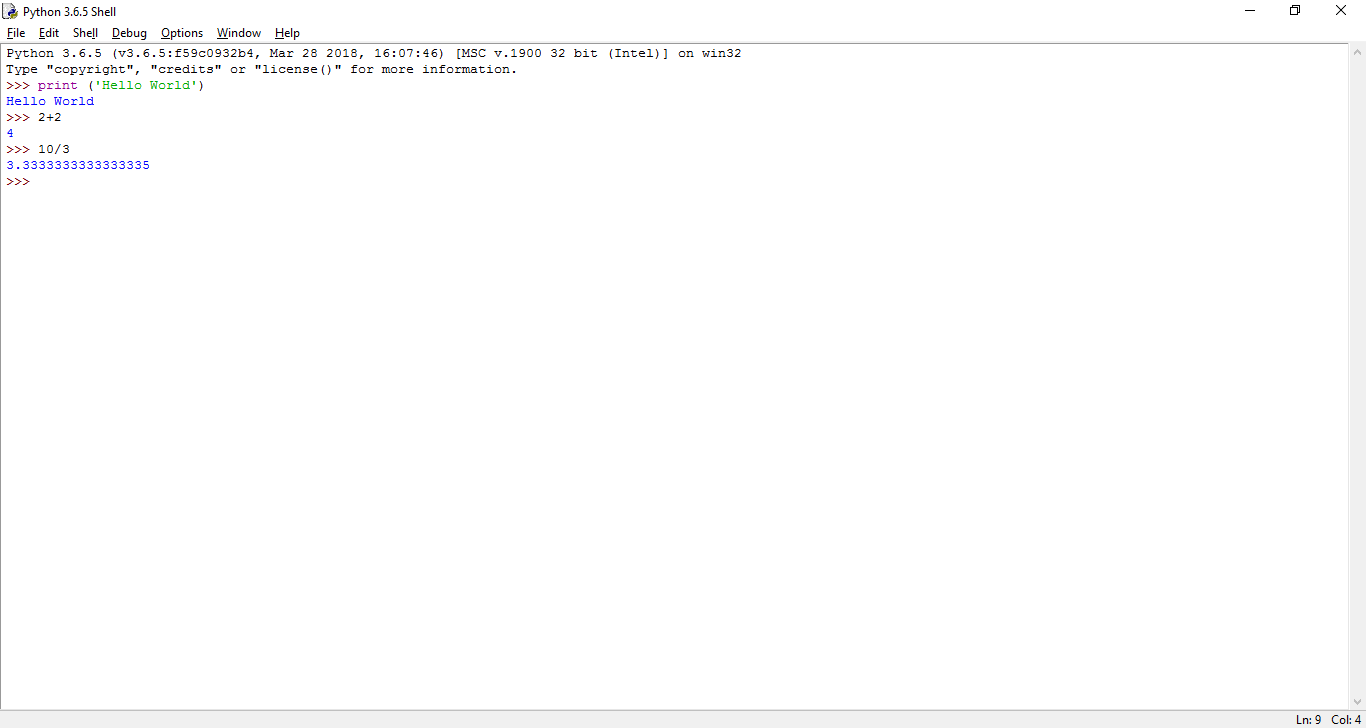 Python 3.6.5 Shell
File Edit Shell Debug Options Window Help
Python 3.6.5 (v3.6.5:f59c0932b4, Mar 28 2018, 16:07:46) [MSC v.1900 32 bit (Intel)] on win32
Type "copyright", "credits" or "license()" for more information.
>>> print ('Hello World')
Hello World
>>> 2+2
4
>>> 10/3
3.3333333333333335
>>>
Ln: 9 Col: 4